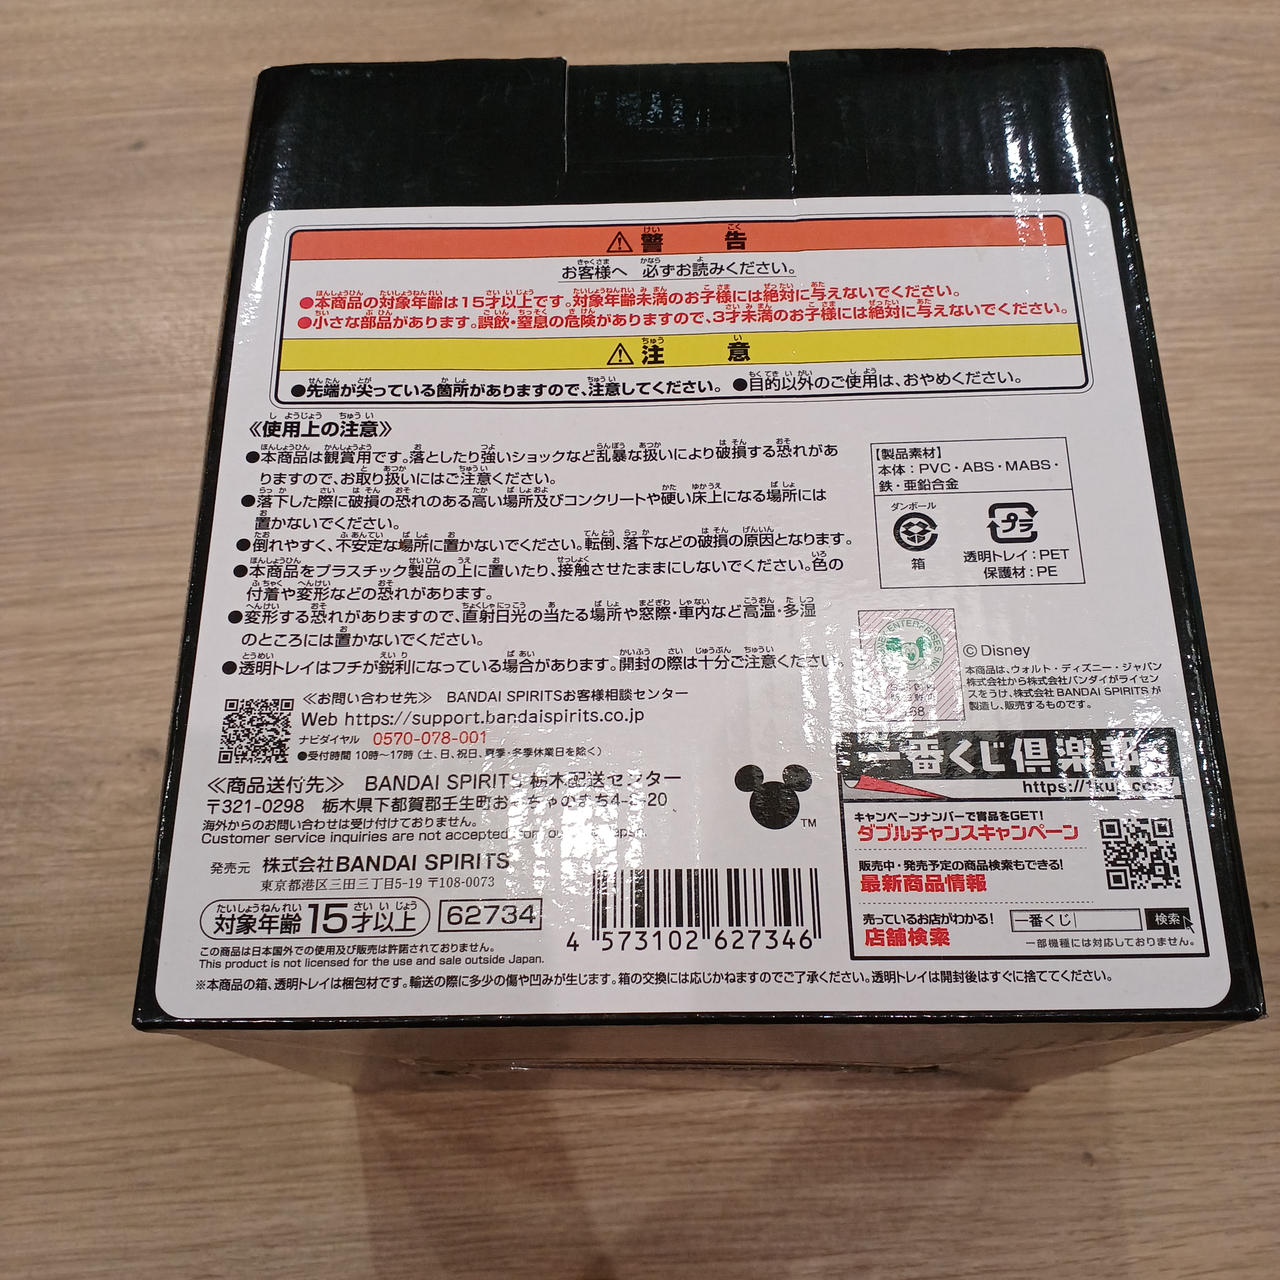 ⚠警告
お客様へ 必ずお読みください。
●本商品の対象年齢は15才以上です。対象年齢未満のお子様には絶対に与えないでください。
●小さな部品があります。誤飲・窒息の危険がありますので、3才未満のお子様には絶対に与えないでください。
⚠注意
●先端が尖っている箇所がありますので、注意してください。 ●目的以外のご使用は、おやめください。
《使用上の注意》
●本商品は観賞用です。落としたり強いショックなど乱暴な扱いにより破損する恐れがあ
りますので、お取り扱いにはご注意ください。
●落下した際に破損の恐れのある高い場所及びコンクリートや硬い床上になる場所には
置かないでください。
●倒れやすく、不安定な場所に置かないでください。転倒、落下などの破損の原因となります。
●本商品をプラスチック製品の上に置いたり、接触させたままにしないでください。色の
付着や変形などの恐れがあります。
●変形する恐れがありますので、直射日光の当たる場所や窓際・車内など高温・多湿
のところには置かないでください。
●透明トレイはフチが鋭利になっている場合があります。開封の際は十分ご注意ください。
【製品素材】
本体：PVC・ABS・MABS・
鉄・亜鉛合金
ダンボール
箱
プラ
透明トレイ：PET
保護材：PE
©Disney
本商品は、ウォルト・ディズニー・ジャパン
株式会社から株式会社バンダイがライセン
スをうけ、株式会社 BANDAI SPIRITS が
製造し、販売するものです。
≪お問い合わせ先≫ BANDAI SPIRITSお客様相談センター
Web https://support.bandaispirits.co.jp
ナビダイヤル 0570-078-001
●受付時間 10時〜17時（土、日、祝日、夏季・冬季休業日を除く）
≪商品送付先≫ BANDAI SPIRITS 栃木配送センター
〒321-0298 栃木県下都賀郡壬生町おもちゃのまち4-2-20
海外からのお問い合わせは受け付けておりません。
Customer service inquiries are not accepted from outside Japan.
発売元 株式会社BANDAI SPIRITS
東京都港区三田三丁目5-19 〒108-0073
対象年齢15才以上 62734
この商品は日本国外での使用及び販売は許諾されておりません。
This product is not licensed for the use and sale outside Japan.
4 573102 627346
TM
一番くじ倶楽部
キャンペーンナンバーで賞品をGET!
ダブルチャンスキャンペーン
販売中・発売予定の商品検索もできる!
最新商品情報
売っているお店がわかる!
店舗検索
一番くじ 検索
一部機種には対応しておりません。
※本商品の箱、透明トレイは梱包材です。輸送の際に多少の傷や凹みが生じます。箱の交換には応じかねますのでご了承ください。透明トレイは開封後はすぐに捨ててください。